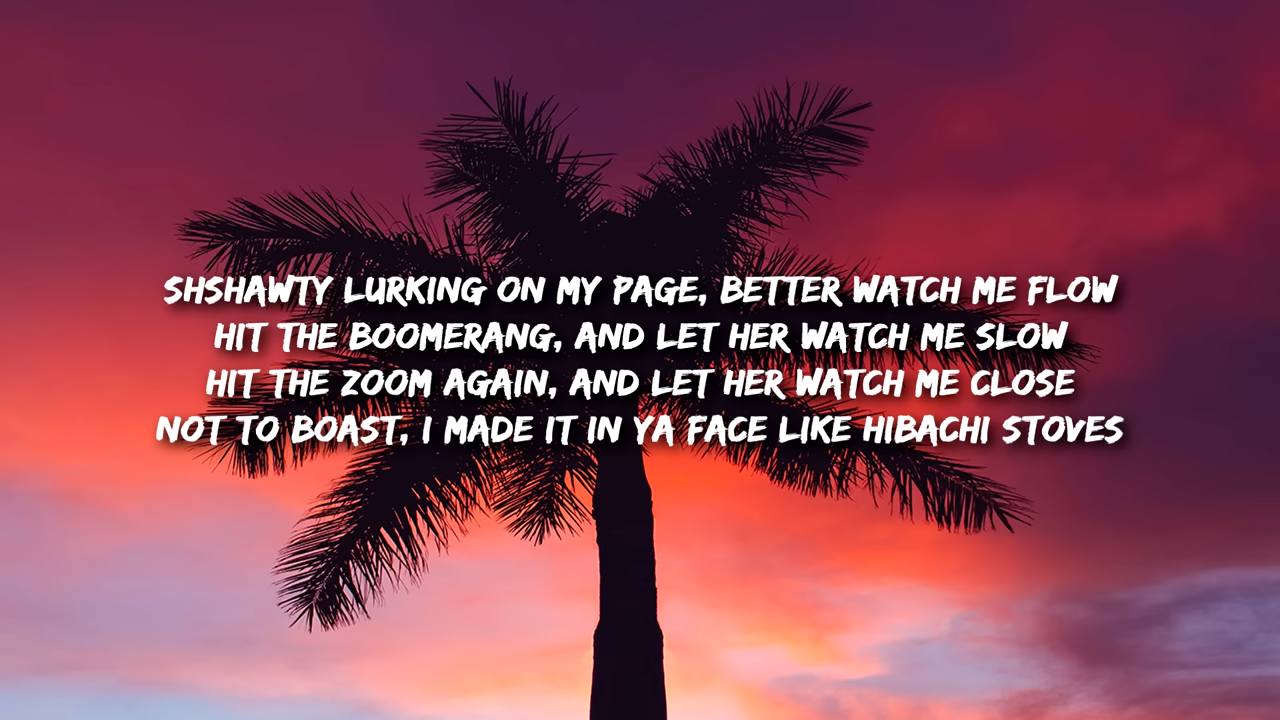 SHSHAWTY LURKING ON MY PAGE, BETTER WATCH ME FLOW
HIT THE BOOMERANG, AND LET HER WATCH ME SLOW
HIT THE ZOOM AGAIN, AND LET HER WATCH ME CLOSE
NOT TO BOAST, I MADE IT IN YA FACE LIKE HIBACHI STOVES